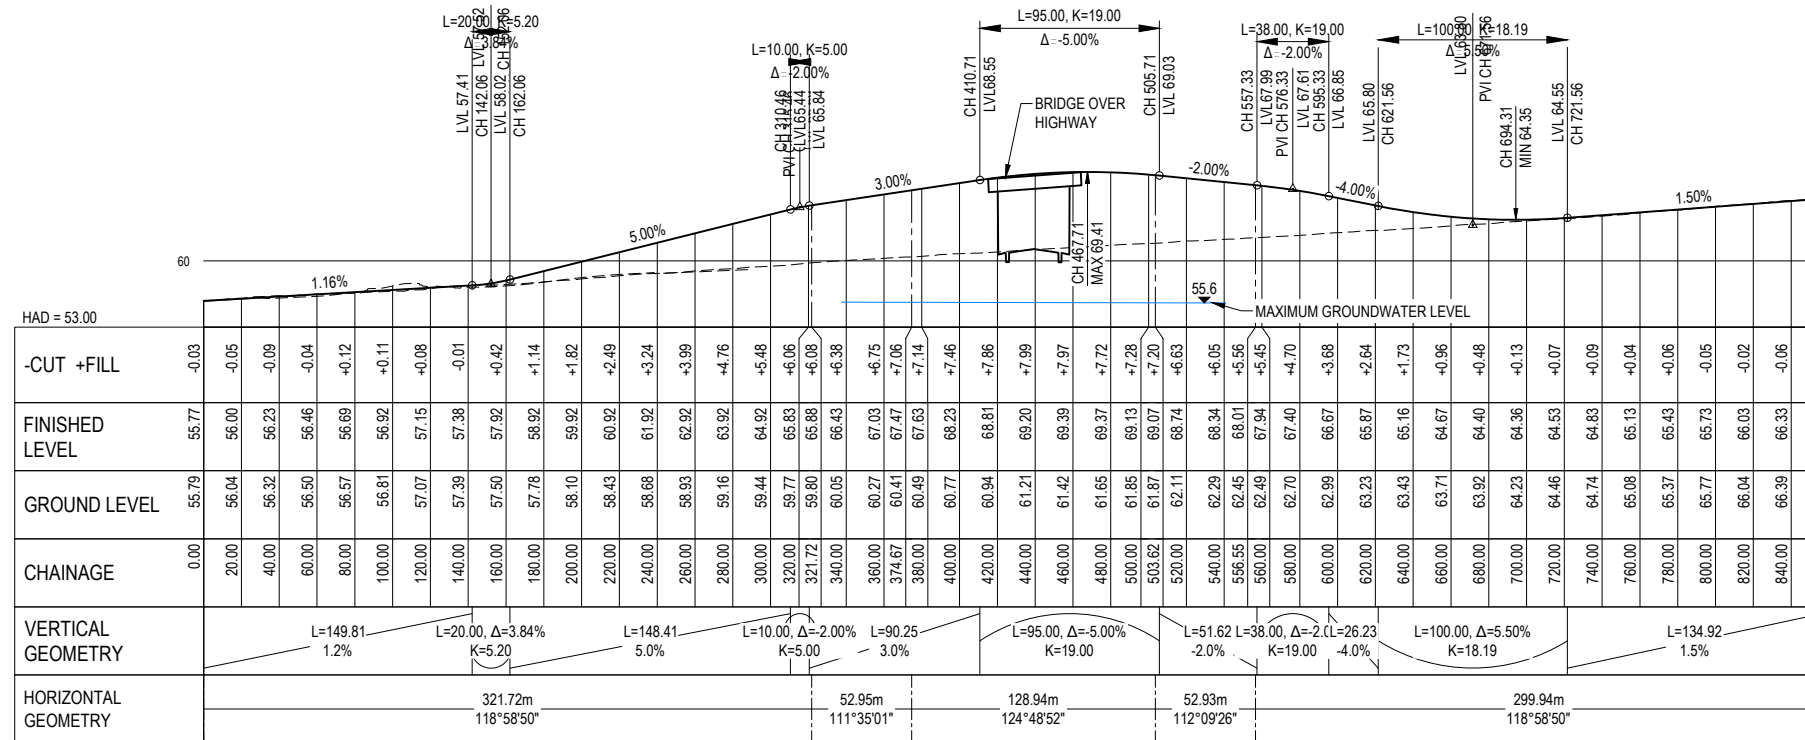 L=20.00, K=5.20
Δ=3.84%
LVL 57.41
CH 142.06
LVL 57.52
LVL 58.02
CH 152.06
CH 162.06
L=10.00, K=5.00
Δ=-2.00%
CH 310.46
LVL 65.44
LVL 65.84
L=95.00, K=19.00
Δ=-5.00%
CH 410.71
LVL68.55
CH 505.71
LVL 69.03
BRIDGE OVER
HIGHWAY
L=38.00, K=19.00
Δ=-2.00%
CH 557.33
LVL67.99
PVI CH 576.33
LVL 67.61
CH 595.33
LVL 66.85
L=100.00, K=18.19
Δ=5.50%
LVL 65.80
CH 621.56
LVL 63.80
PVI CH 671.56
CH 694.31
MIN 64.35
LVL 64.55
CH 721.56
1.16%
5.00%
3.00%
-2.00%
-4.00%
1.50%
CH 467.71
MAX 69.41
60
55.6
MAXIMUM GROUNDWATER LEVEL
HAD = 53.00
-CUT +FILL
-0.03 -0.05 -0.09 -0.04 +0.12 +0.11 +0.08 -0.01 +0.42 +1.14 +1.82 +2.49 +3.24 +3.99 +4.76 +5.48 +6.06 +6.08 +6.38 +6.75 +7.06 +7.14 +7.46 +7.86 +7.99 +7.97 +7.72 +7.28 +7.20 +6.63 +6.05 +5.56 +5.45 +4.70 +3.68 +2.64 +1.73 +0.96 +0.48 +0.13 +0.07 +0.09 +0.04 +0.06 -0.05 -0.02 -0.06
FINISHED
LEVEL
55.77 56.00 56.23 56.46 56.69 56.92 57.15 57.38 57.92 58.92 59.92 60.92 61.92 62.92 63.92 64.92 65.83 65.88 66.43 67.03 67.47 67.63 68.23 68.81 69.20 69.39 69.37 69.13 69.07 68.74 68.34 68.01 67.94 67.40 66.67 65.87 65.16 64.67 64.40 64.36 64.53 64.83 65.13 65.43 65.73 66.03 66.33
GROUND LEVEL
55.79 56.04 56.32 56.50 56.57 56.81 57.07 57.39 57.50 57.78 58.10 58.43 58.68 58.93 59.16 59.44 59.77 59.80 60.05 60.27 60.41 60.49 60.77 60.94 61.21 61.42 61.65 61.85 61.87 62.11 62.29 62.45 62.49 62.70 62.99 63.23 63.43 63.71 63.92 64.23 64.46 64.74 65.08 65.37 65.77 66.04 66.39
CHAINAGE
0.00 20.00 40.00 60.00 80.00 100.00 120.00 140.00 160.00 180.00 200.00 220.00 240.00 260.00 280.00 300.00 320.00 321.72 340.00 360.00 374.67 380.00 400.00 420.00 440.00 460.00 480.00 500.00 503.62 520.00 540.00 556.55 560.00 580.00 600.00 620.00 640.00 660.00 680.00 700.00 720.00 740.00 760.00 780.00 800.00 820.00 840.00
VERTICAL
GEOMETRY
L=149.81
1.2%
L=20.00, Δ=3.84%
K=5.20
L=148.41
5.0%
L=10.00, Δ=-2.00%
K=5.00
L=90.25
3.0%
L=95.00, Δ=-5.00%
K=19.00
L=51.62
-2.0%
L=38.00, Δ=-2.0
K=19.00
L=26.23
-4.0%
L=100.00, Δ=5.50%
K=18.19
L=134.92
1.5%
HORIZONTAL
GEOMETRY
321.72m
118°58'50"
52.95m
111°35'01"
128.94m
124°48'52"
52.93m
112°09'26"
299.94m
118°58'50"